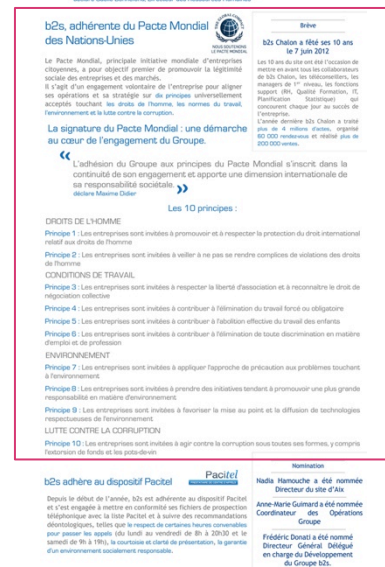 b2s, adhérente du Pacte Mondial
des Nations-Unies
NOUS SOUTENONS
LE PACTE MONDIAL
Le Pacte Mondial, principale initiative mondiale d'entreprises
citoyennes, a pour objectif premier de promouvoir la légitimité
sociale des entreprises et des marchés.
Il s'agit d'un engagement volontaire de l'entreprise pour aligner
ses opérations et sa stratégie sur dix principes universellement
acceptés touchant les droits de l'homme, les normes du travail,
l'environnement et la lutte contre la corruption.
La signature du Pacte Mondial : une démarche
au cœur de l'engagement du Groupe.
« L'adhésion du Groupe aux principes du Pacte Mondial s'inscrit dans la
continuité de son engagement et apporte une dimension internationale de
sa responsabilité sociétale. »
déclare Maxime Didier
Brève
b2s Chalon a fêté ses 10 ans
le 7 juin 2012
Les 10 ans du site ont été l'occasion de
mettre en avant tous les collaborateurs
de b2s Chalon, les téléconseillers, les
managers de 1er niveau, les fonctions
support (RH, Qualité Formation, IT,
Planification Statistique) qui
concourent chaque jour au succès de
l'entreprise.
L'année dernière b2s Chalon a traité
plus de 4 millions d'actes, organisé
60 000 rendez-vous et réalisé plus de
200 000 ventes.
Les 10 principes :
DROITS DE L'HOMME
Principe 1 : Les entreprises sont invitées à promouvoir et à respecter la protection du droit international
relatif aux droits de l'homme
Principe 2 : Les entreprises sont invitées à veiller à ne pas se rendre complices de violations des droits
de l'homme
CONDITIONS DE TRAVAIL
Principe 3 : Les entreprises sont invitées à respecter la liberté d'association et à reconnaître le droit de
négociation collective
Principe 4 : Les entreprises sont invitées à contribuer à l'élimination du travail forcé ou obligatoire
Principe 5 : Les entreprises sont invitées à contribuer à l'abolition effective du travail des enfants
Principe 6 : Les entreprises sont invitées à contribuer à l'élimination de toute discrimination en matière
d'emploi et de profession
ENVIRONNEMENT
Principe 7 : Les entreprises sont invitées à appliquer l'approche de précaution aux problèmes touchant
à l'environnement
Principe 8 : Les entreprises sont invitées à prendre des initiatives tendant à promouvoir une plus grande
responsabilité en matière d'environnement
Principe 9 : Les entreprises sont invitées à favoriser la mise au point et la diffusion de technologies
respectueuses de l'environnement
LUTTE CONTRE LA CORRUPTION
Principe 10 : Les entreprises sont invitées à agir contre la corruption sous toutes ses formes, y compris
l'extorsion de fonds et les pots-de-vin
b2s adhère au dispositif Pacitel
Pacitel
Depuis le début de l'année, b2s est adhérente au dispositif Pacitel
et s'est engagée à mettre en conformité ses fichiers de prospection
téléphonique avec la liste Pacitel et à suivre des recommandations
déontologiques, telles que le respect de certaines heures convenables
pour passer les appels (du lundi au vendredi de 8h à 20h30 et le
samedi de 9h à 19h), la courtoisie et clarté de présentation, la garantie
d'un environnement socialement responsable.
Nomination
Nadia Hamouche a été nommée
Directeur du site d'Aix
Anne-Marie Guimard a été nommée
Coordinateur des Opérations
Groupe
Frédéric Donati a été nommé
Directeur Général Délégué
en charge du Développement
du Groupe b2s.